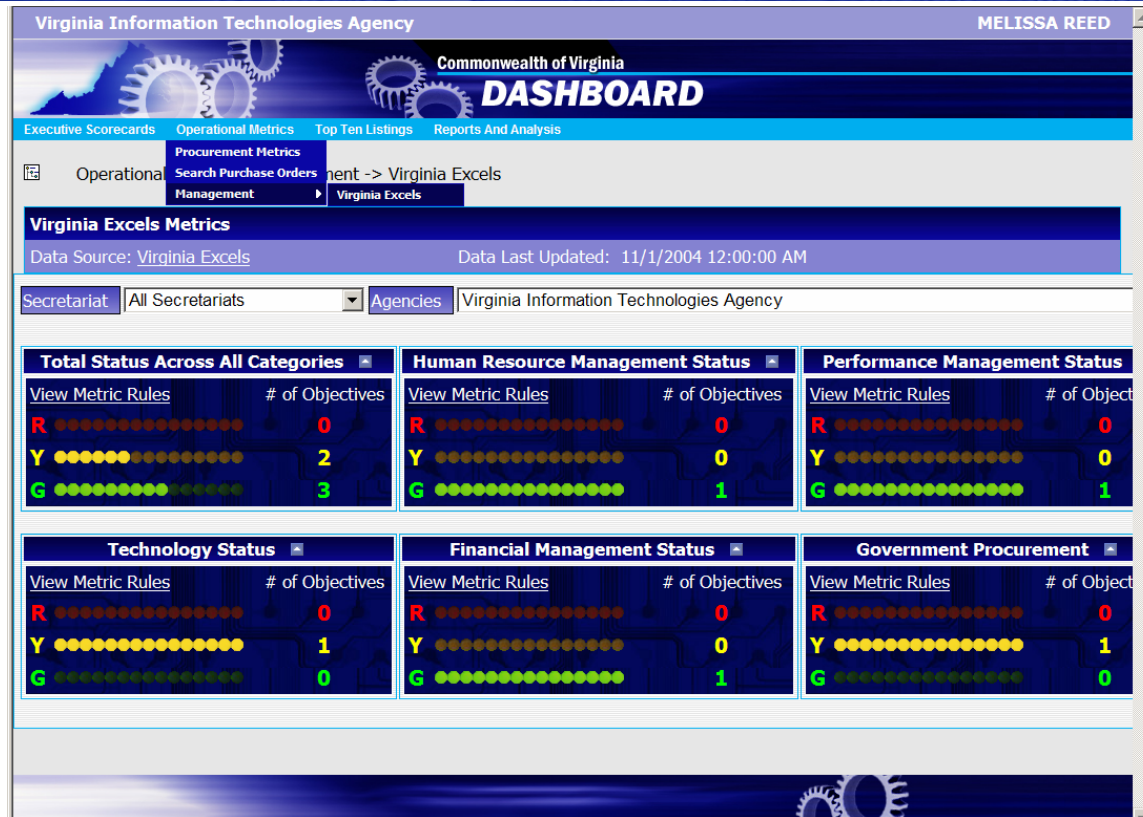 Virginia Information Technologies Agency MELISSA REED
Commonwealth of Virginia
DASHBOARD
Executive Scorecards Operational Metrics Top Ten Listings Reports And Analysis
Procurement Metrics
Search Purchase Orders
Management Virginia Excels
Operational ment -> Virginia Excels
Virginia Excels Metrics
Data Source: Virginia Excels Data Last Updated: 11/1/2004 12:00:00 AM
Secretariat All Secretariats Agencies Virginia Information Technologies Agency
Total Status Across All Categories Human Resource Management Status Performance Management Status
View Metric Rules # of Objectives View Metric Rules # of Objectives View Metric Rules # of Object
R 0 R 0 R 0
Y 2 Y 0 Y 0
G 3 G 1 G 1
Technology Status Financial Management Status Government Procurement
View Metric Rules # of Objectives View Metric Rules # of Objectives View Metric Rules # of Object
R 0 R 0 R 0
Y 1 Y 0 Y 1
G 0 G 1 G 0